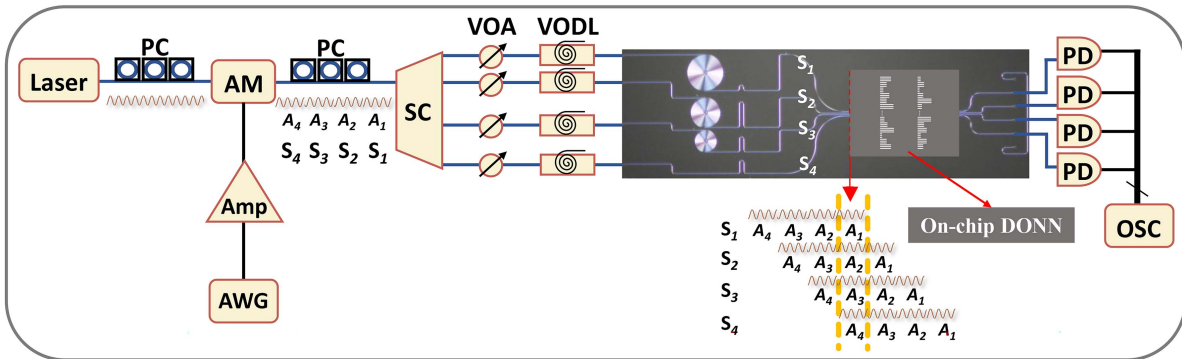 PC
PC
VOA
VODL
Laser
AM
SC
A4 A3 A2 A1
S4 S3 S2 S1
S1
S2
S3
S4
PD
PD
PD
PD
Amp
AWG
On-chip DONN
OSC
S1 A4 A3 A2 A1
S2 A4 A3 A2 A1
S3 A4 A3 A2 A1
S4 A4 A3 A2 A1